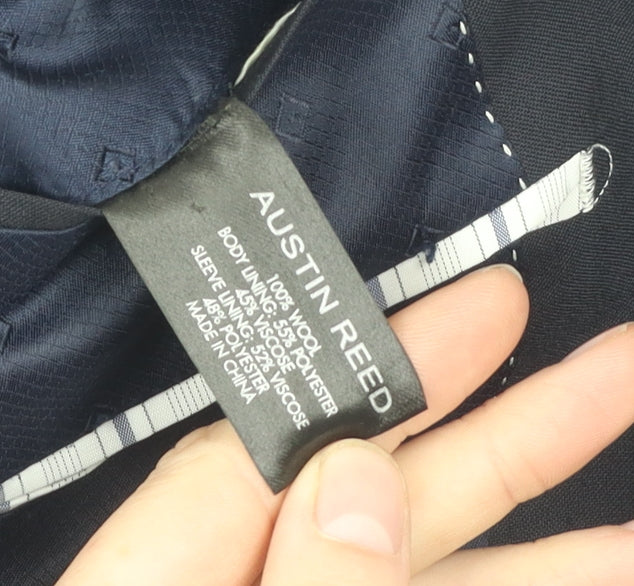 AUSTIN REED
100% WOOL
BODY LINING: 55% POLYESTER
45% VISCOSE
SLEEVE LINING: 52% VISCOSE
48% POLYESTER
MADE IN CHINA